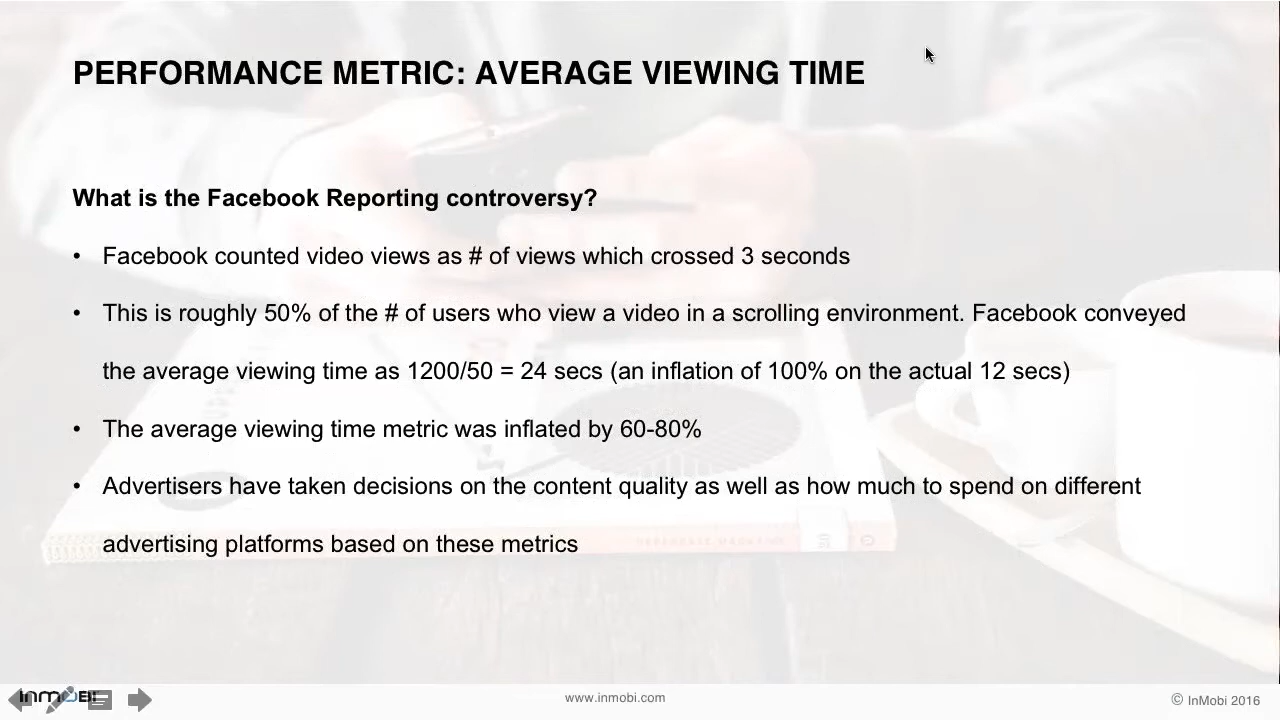 PERFORMANCE METRIC: AVERAGE VIEWING TIME
What is the Facebook Reporting controversy?
• Facebook counted video views as # of views which crossed 3 seconds
• This is roughly 50% of the # of users who view a video in a scrolling environment. Facebook conveyed
the average viewing time as 1200/50 = 24 secs (an inflation of 100% on the actual 12 secs)
• The average viewing time metric was inflated by 60-80%
• Advertisers have taken decisions on the content quality as well as how much to spend on different
advertising platforms based on these metrics
INMOBI
www.inmobi.com
© InMobi 2016